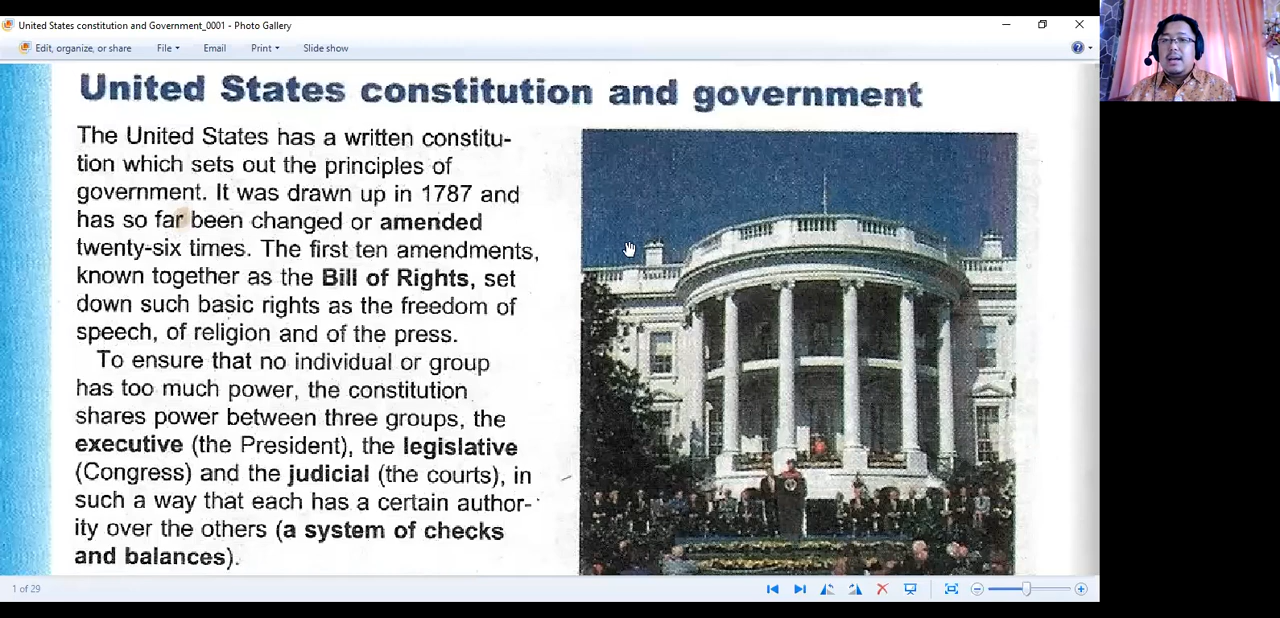 United States constitution and Government_0001 - Photo Gallery
Edit, organize, or share File Email Print Slide show
United States constitution and government
The United States has a written constitu-
tion which sets out the principles of
government. It was drawn up in 1787 and
has so far been changed or amended
twenty-six times. The first ten amendments,
known together as the Bill of Rights, set
down such basic rights as the freedom of
speech, of religion and of the press.
To ensure that no individual or group
has too much power, the constitution
shares power between three groups, the
executive (the President), the legislative
(Congress) and the judicial (the courts), in
such a way that each has a certain author-
ity over the others (a system of checks
and balances).
1 of 29